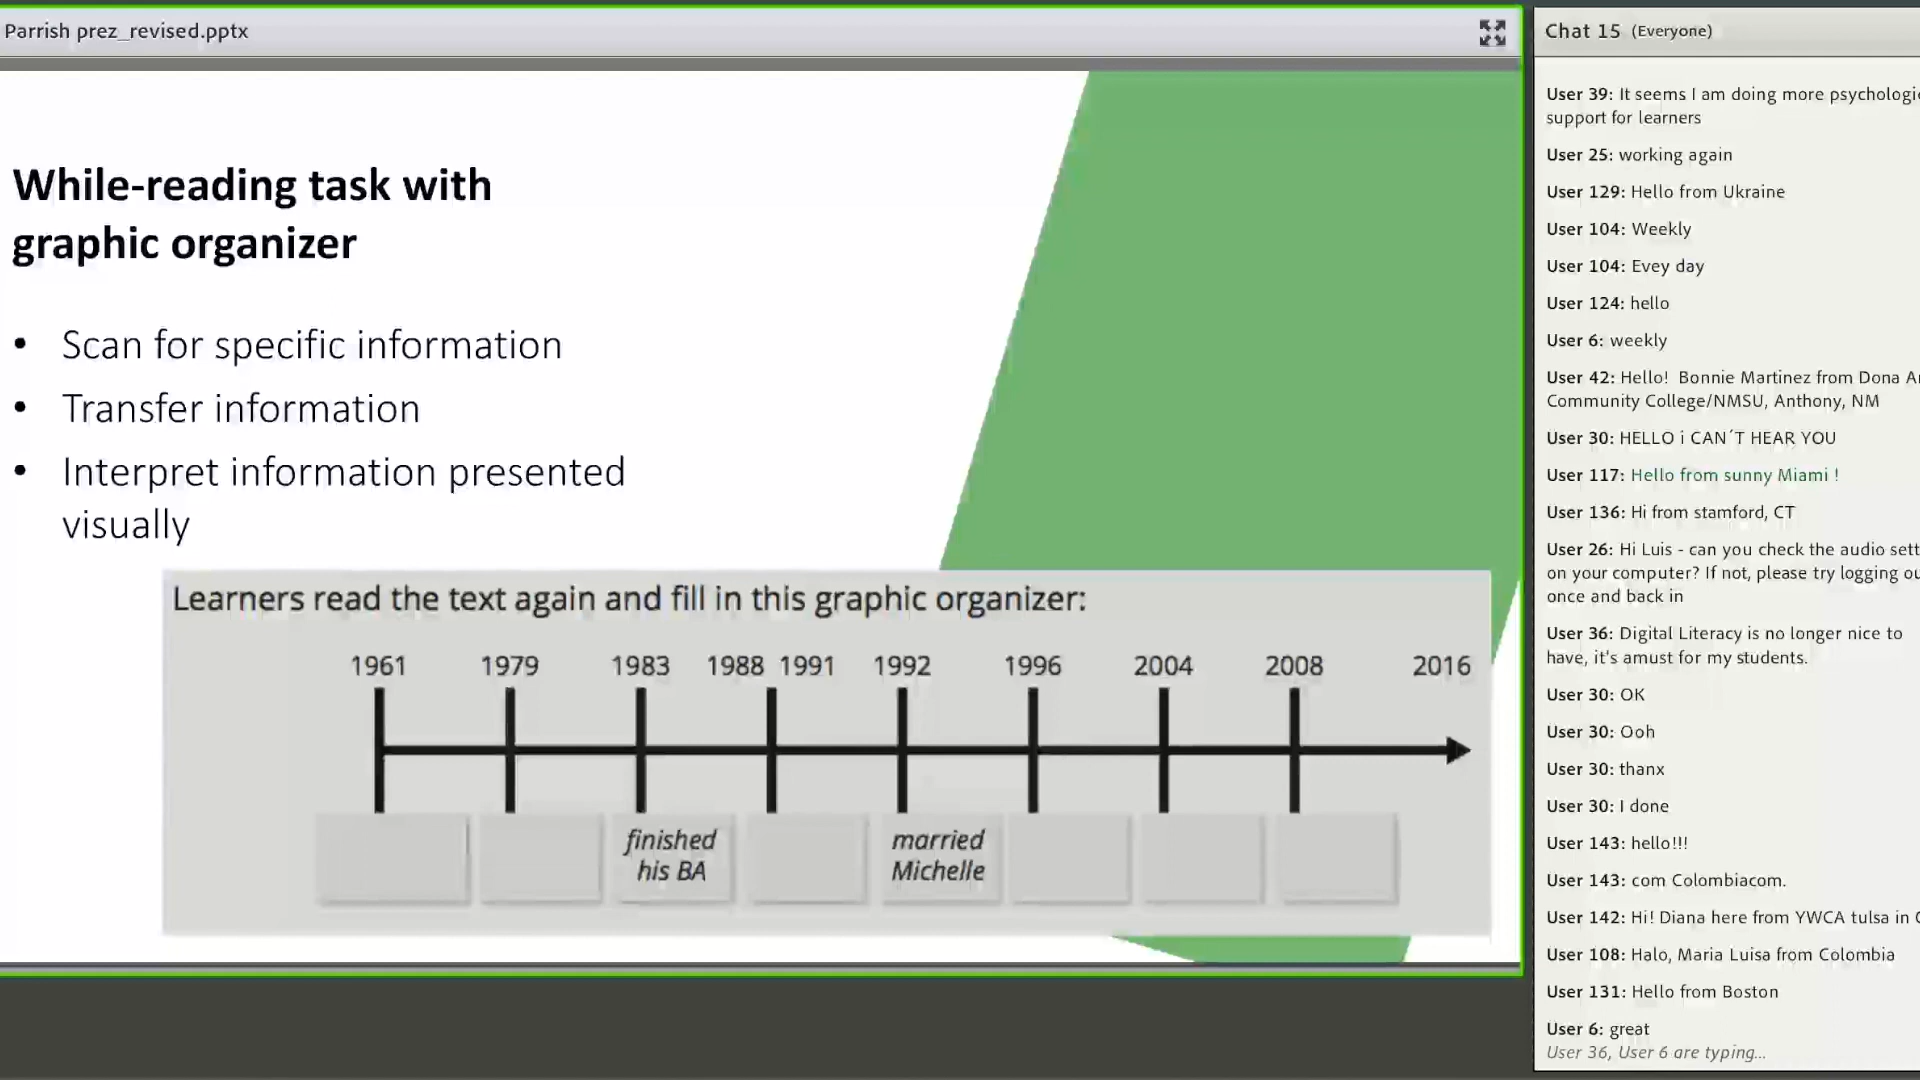 Parrish prez_revised.pptx
While-reading task with
graphic organizer
• Scan for specific information
• Transfer information
• Interpret information presented
visually
Learners read the text again and fill in this graphic organizer:
1961 1979 1983 1988 1991 1992 1996 2004 2008 2016
finished
his BA
married
Michelle
Chat 15 (Everyone)
User 39: It seems I am doing more
support for learners
User 25: working again
User 129: Hello from Ukraine
User 104: Weekly
User 104: Evey day
User 124: hello
User 6: weekly
User 42: Hello! Bonnie Martinez from Dona
Community College/NMSU, Anthony, NM
User 30: HELLO i CAN´T HEAR YOU
User 117: Hello from sunny Miami !
User 136: Hi from stamford, CT
User 26: Hi Luis - can you check the audio
on your computer? If not, please try logging
once and back in
User 36: Digital Literacy is no longer nice to
have, it's amust for my students.
User 30: OK
User 30: Ooh
User 30: thanx
User 30: I done
User 143: hello!!!
User 143: com Colombiacom.
User 142: Hi! Diana here from YWCA tulsa in
User 108: Halo, Maria Luisa from Colombia
User 131: Hello from Boston
User 6: great
User 36, User 6 are typing...